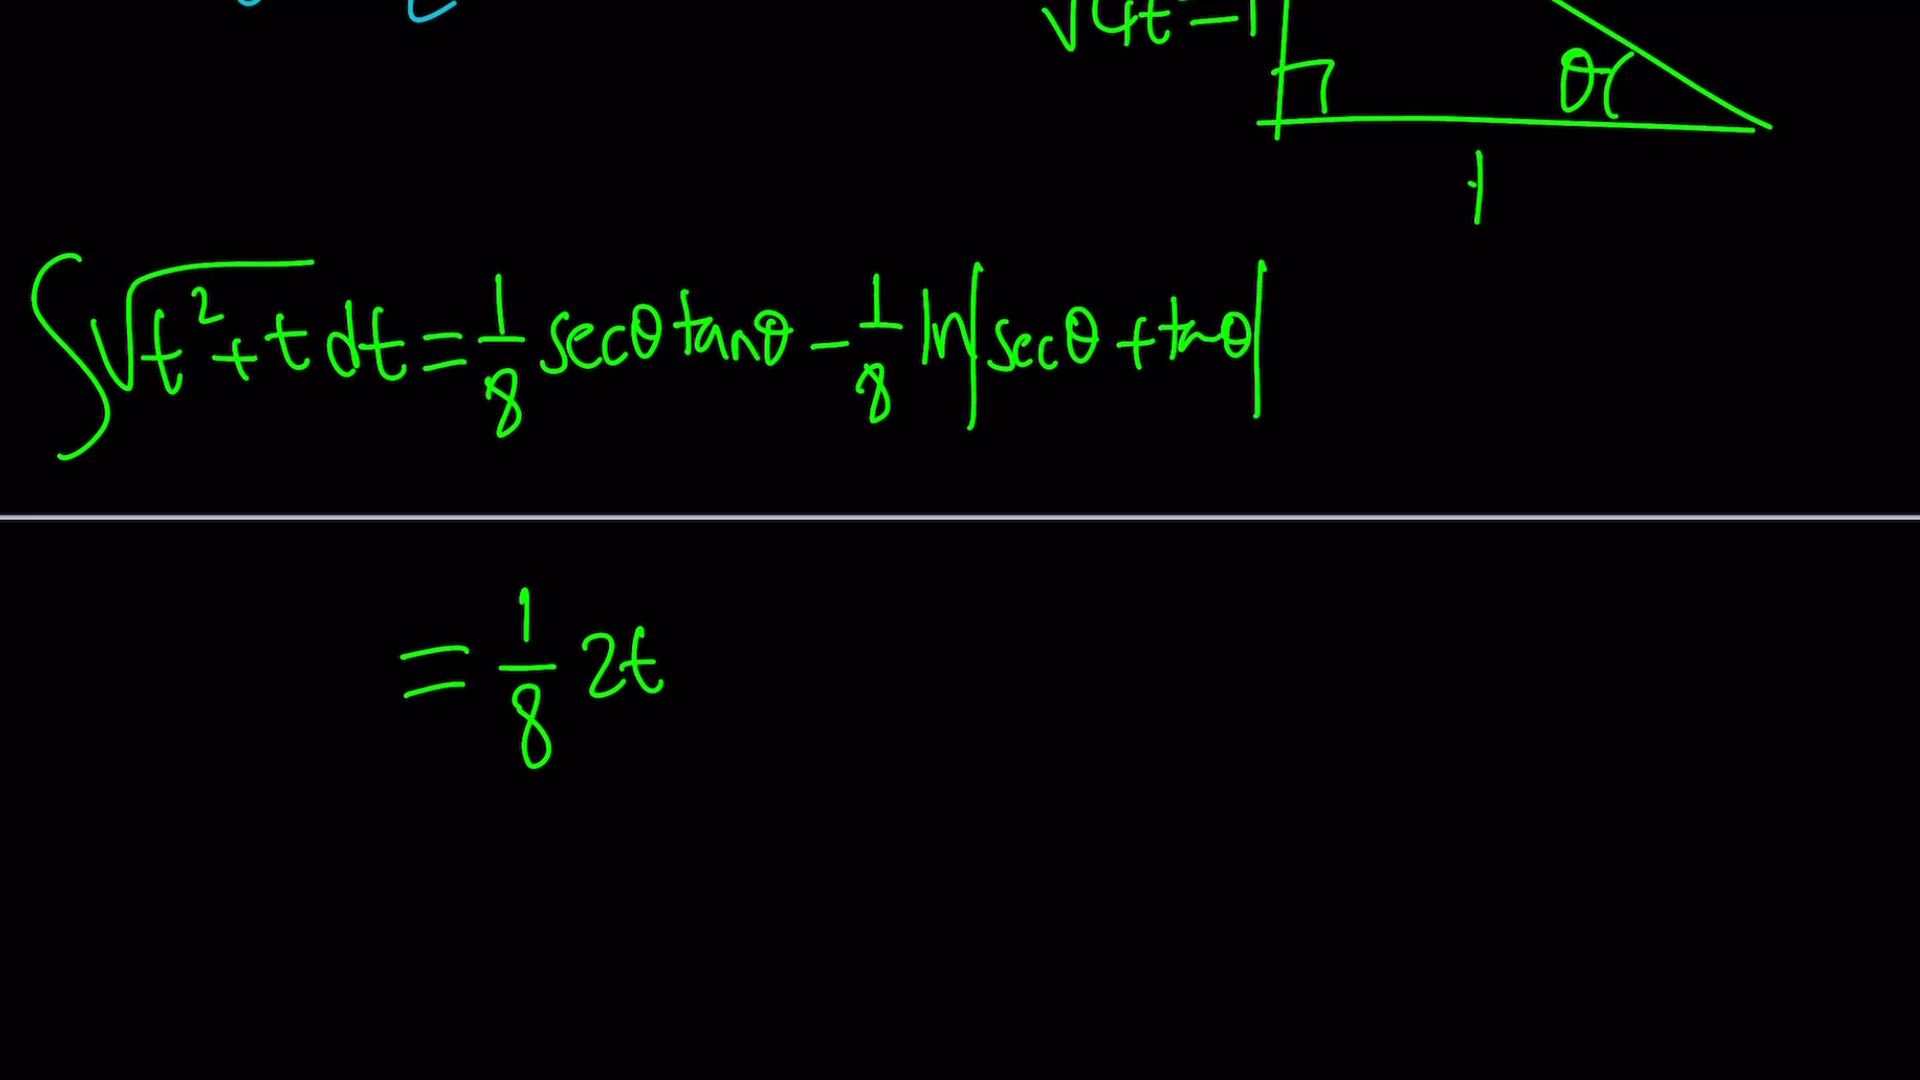 √4t²-1
θ
1
∫√t²+t dt = 1/8 secθ tanθ - 1/8 ln|secθ + tanθ|
= 1/8 2t